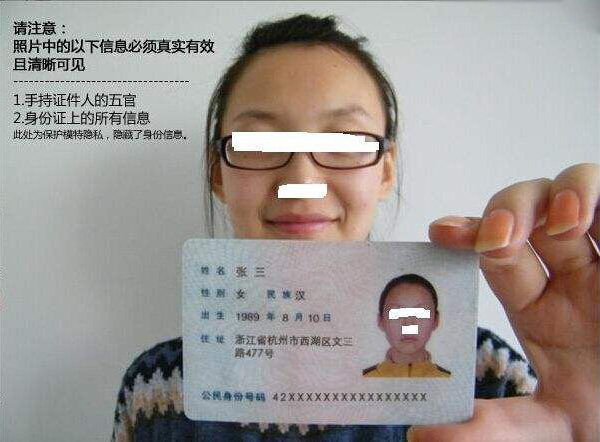 请注意：
照片中的以下信息必须真实有效
且清晰可见
1.手持证件人的五官
2.身份证上的所有信息
此处为保护模特隐私，隐藏了身份信息。
姓名 张三
性别 女 民族 汉
出生 1989 年 8 月 10 日
住址 浙江省杭州市西湖区文三
路477号
公民身份号码 42XXXXXXXXXXXXXXXX